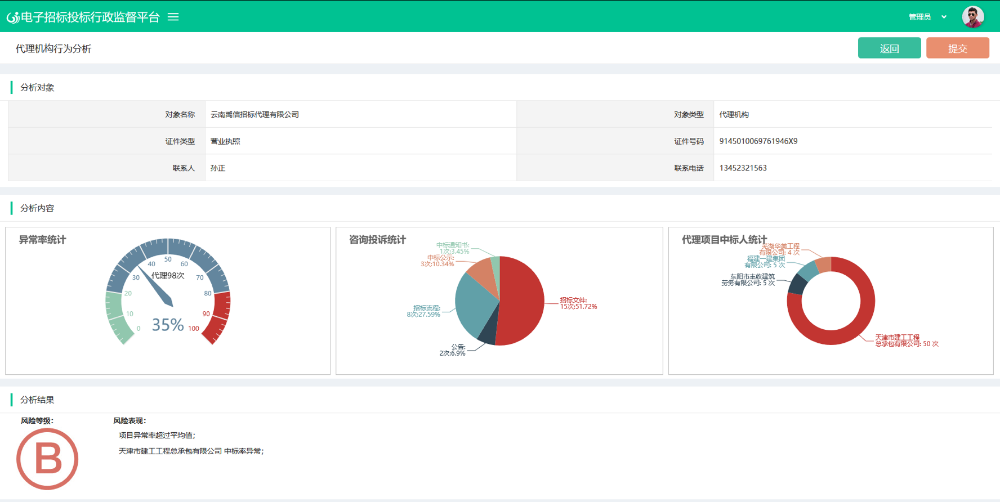 电子招标投标行政监督平台
管理员
代理机构行为分析
返回
提交
分析对象
对象名称
云南禹信招标代理有限公司
对象类型
代理机构
证件类型
营业执照
证件号码
9145010069761946X9
联系人
孙正
联系电话
13452321563
分析内容
异常率统计
0
10
20
30
40
50
60
70
80
90
100
代理98次
35%
咨询投诉统计
中标通知书:
1次:3.45%
中标公示:
3次:10.34%
招标流程:
8次:27.59%
公告:
2次:6.9%
招标文件:
15次:51.72%
代理项目中标人统计
芜湖华美工程
有限公司: 4 次
福建一建集团
有限公司: 5 次
东阳市丰收建筑
劳务有限公司: 5 次
天津市建工工程
总承包有限公司: 50 次
分析结果
风险等级:
B
风险表现:
项目异常率超过平均值;
天津市建工工程总承包有限公司 中标率异常;